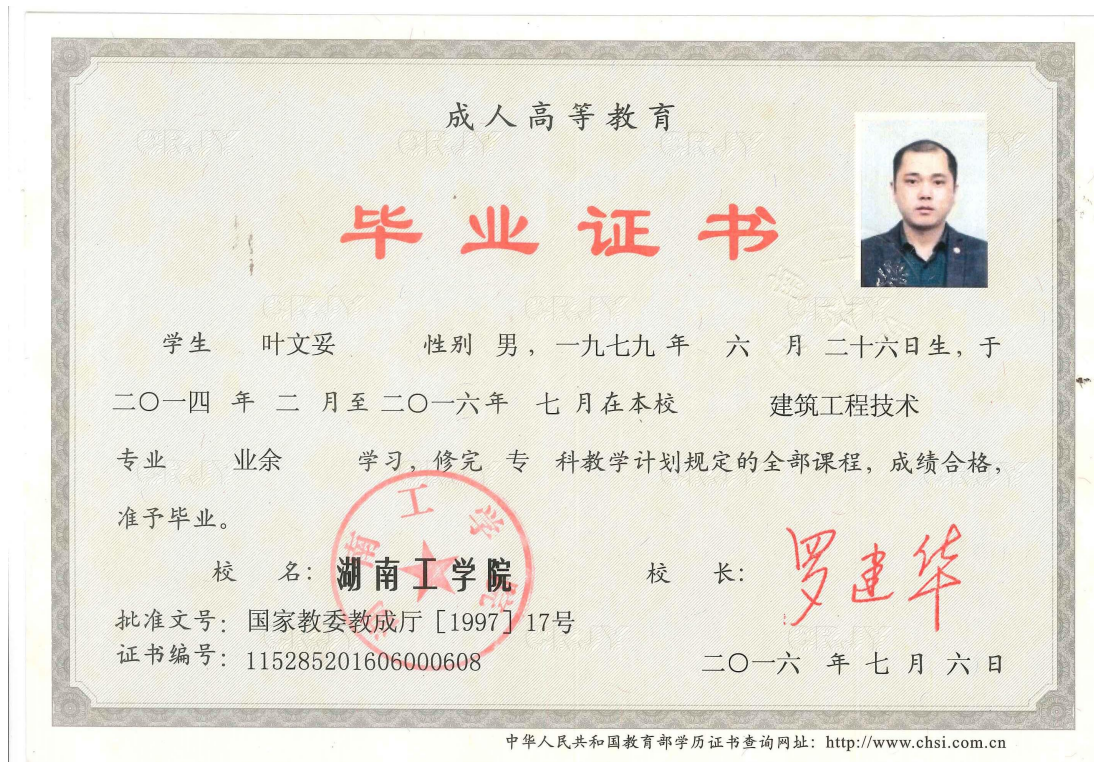 成人高等教育
毕业证书
学生 叶文妥 性别 男，一九七九年 六 月 二十六日生，于
二〇一四 年 二 月至二〇一六年 七 月在本校 建筑工程技术
专业 业余 学习，修完 专 科教学计划规定的全部课程，成绩合格，
准予毕业。
校 名：湖南工学院 校 长：罗建华
湖南工学院
批准文号：国家教委教成厅［1997］17号
证书编号：115285201606000608
二〇一六 年 七 月 六 日
中华人民共和国教育部学历证书查询网址：http://www.chsi.com.cn
CRJY